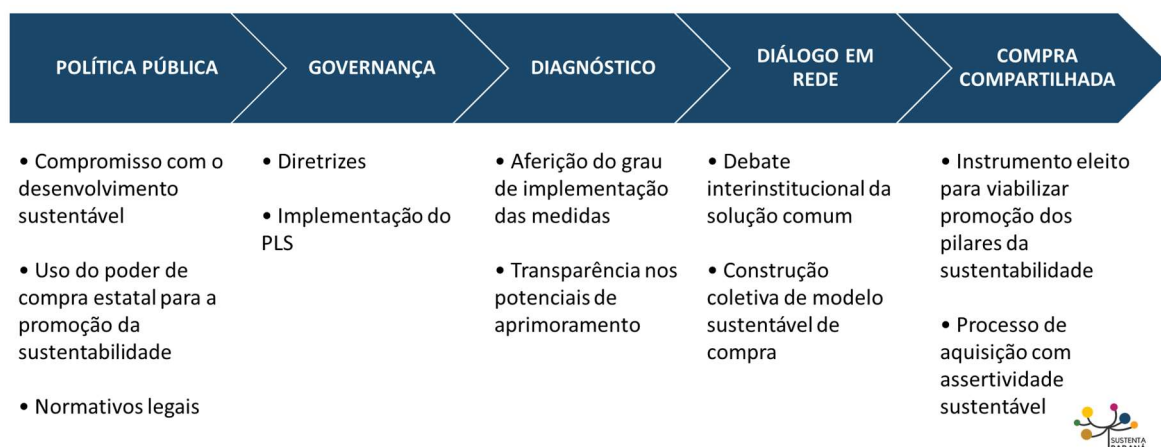 POLÍTICA PÚBLICA
GOVERNANÇA
DIAGNÓSTICO
DIÁLOGO EM
REDE
COMPRA
COMPARTILHADA
• Compromisso com o
desenvolvimento
sustentável
• Uso do poder de
compra estatal para a
promoção da
sustentabilidade
• Normativos legais
• Diretrizes
• Implementação do
PLS
• Aferição do grau
de implementação
das medidas
• Transparência nos
potenciais de
aprimoramento
• Debate
interinstitucional da
solução comum
• Construção
coletiva de modelo
sustentável de
compra
• Instrumento eleito
para viabilizar
promoção dos
pilares da
sustentabilidade
• Processo de
aquisição com
assertividade
sustentável
SUSTENTA
PARANÁ